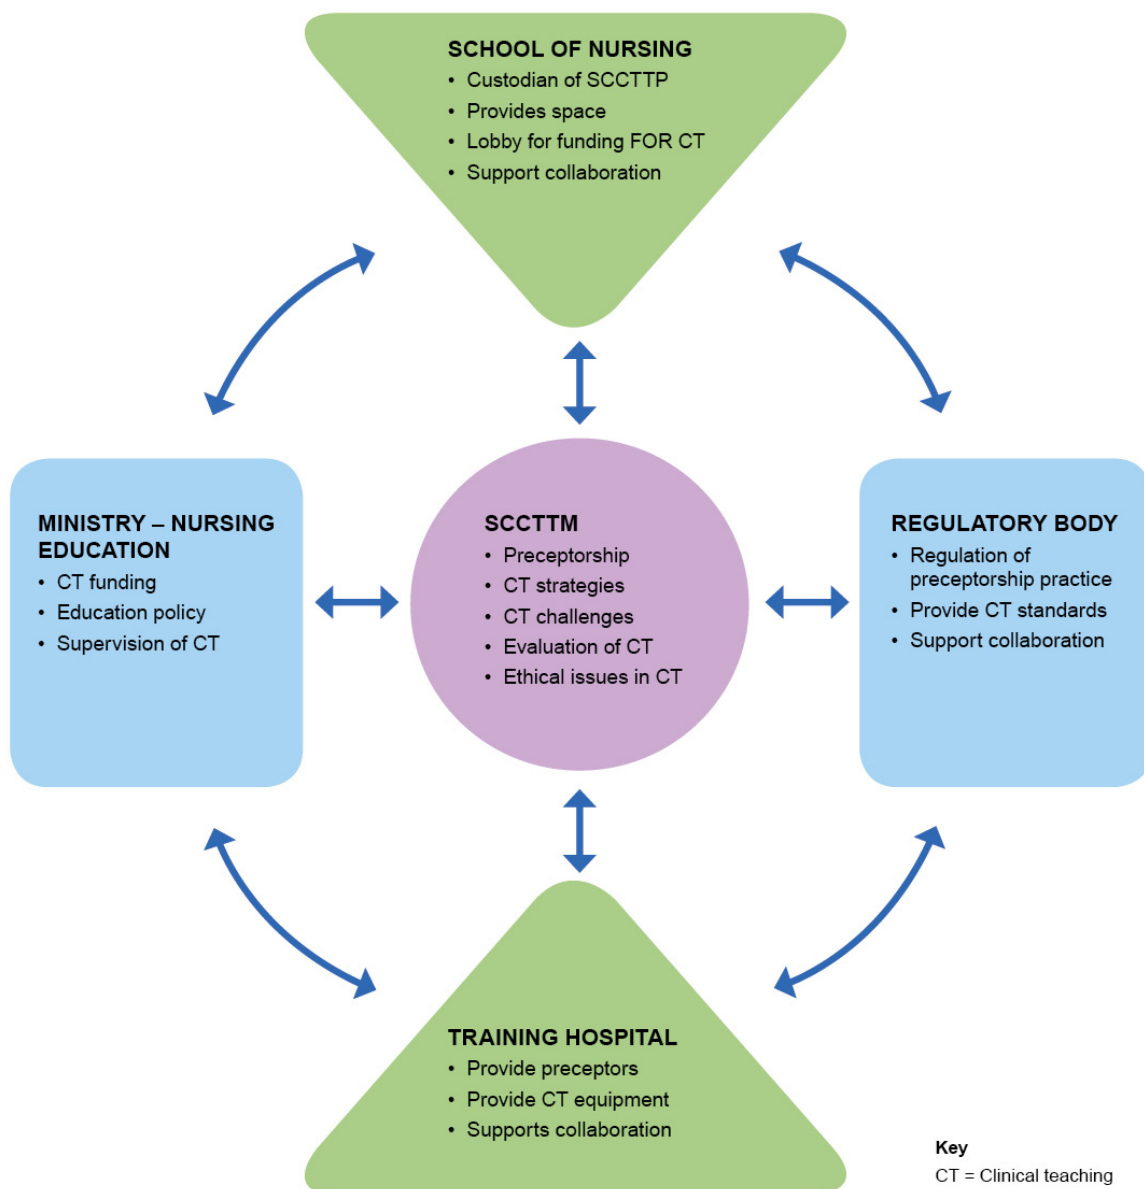 SCHOOL OF NURSING
• Custodian of SCCTTP
• Provides space
• Lobby for funding FOR CT
• Support collaboration
MINISTRY – NURSING
EDUCATION
• CT funding
• Education policy
• Supervision of CT
SCCTTM
• Preceptorship
• CT strategies
• CT challenges
• Evaluation of CT
• Ethical issues in CT
REGULATORY BODY
• Regulation of
preceptorship practice
• Provide CT standards
• Support collaboration
TRAINING HOSPITAL
• Provide preceptors
• Provide CT equipment
• Supports collaboration
Key
CT = Clinical teaching